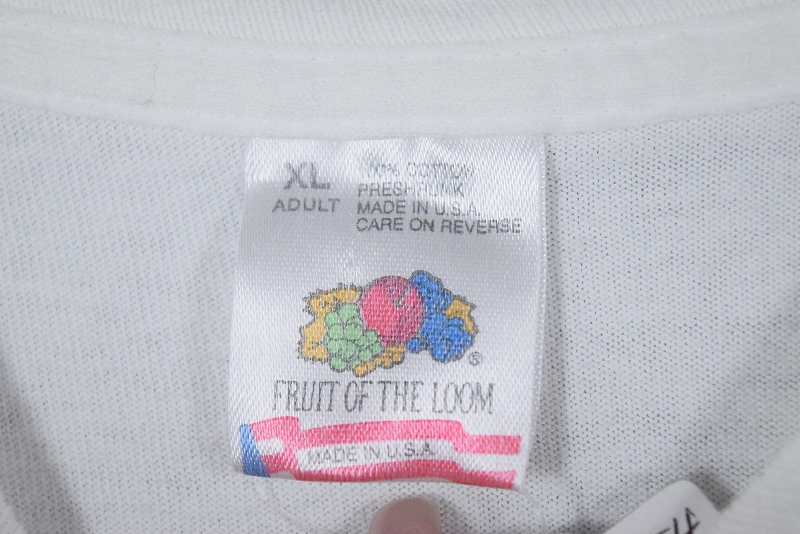 XL
ADULT
100% COTTON
PRESHRUNK
MADE IN U.S.A.
CARE ON REVERSE
®
FRUIT OF THE LOOM
MADE IN U.S.A.